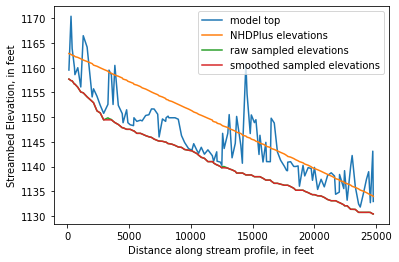 model top
NHDPlus elevations
raw sampled elevations
smoothed sampled elevations
Streambed Elevation, in feet
1170
1165
1160
1155
1150
1145
1140
1135
1130
0
5000
10000
15000
20000
25000
Distance along stream profile, in feet